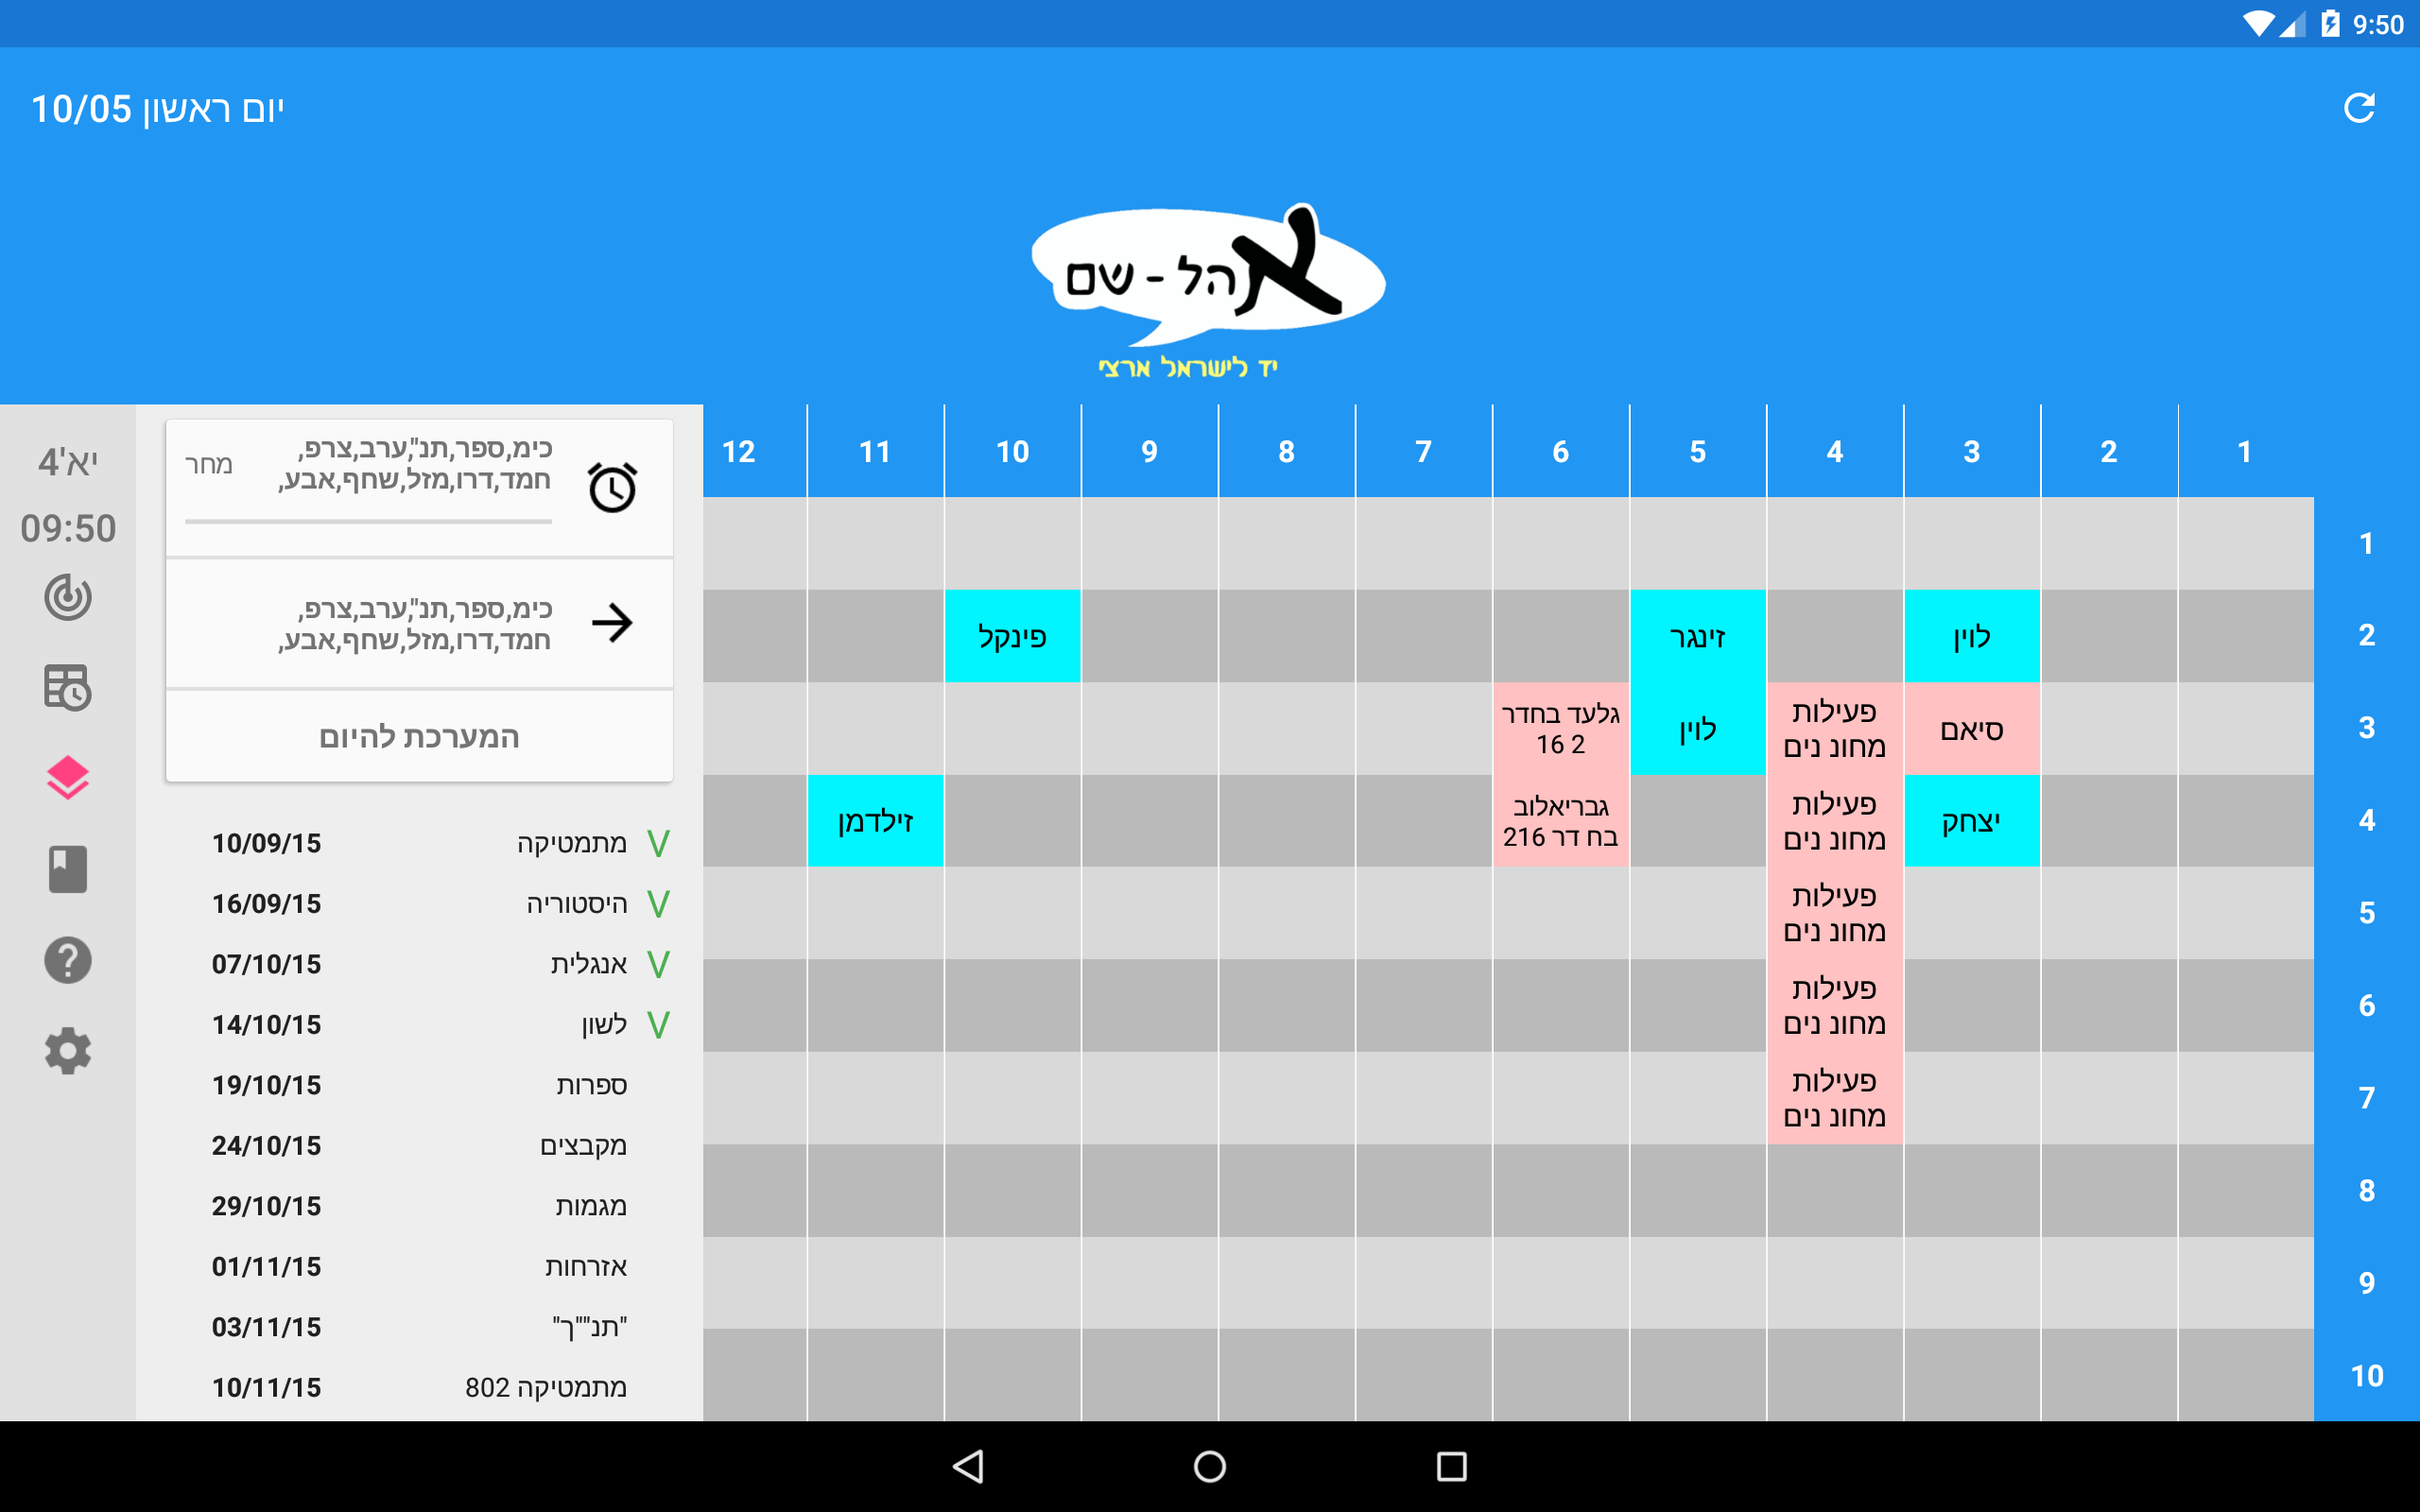 9:50
יום ראשון 10/05
אהל - שם
יד לישראל ארצי
יא'4
09:50
כימ,ספר,תנ",ערב,צרפ,
חמד,דרו,מזל,שחף,אבע,
מחר
כימ,ספר,תנ",ערב,צרפ,
חמד,דרו,מזל,שחף,אבע,
המערכת להיום
V מתמטיקה 10/09/15
V היסטוריה 16/09/15
V אנגלית 07/10/15
V לשון 14/10/15
ספרות 19/10/15
מקבצים 24/10/15
מגמות 29/10/15
אזרחות 01/11/15
"תנ""ך" 03/11/15
מתמטיקה 802 10/11/15
1 2 3 4 5 6 7 8 9 10 11 12
1
2
לוין
זינגר
פינקל
3
סיאם
פעילות
מחונ נים
לוין
גלעד בחדר
2 16
4
יצחק
פעילות
מחונ נים
גבריאלוב
בח דר 216
זילדמן
5
פעילות
מחונ נים
6
פעילות
מחונ נים
7
פעילות
מחונ נים
8
9
10